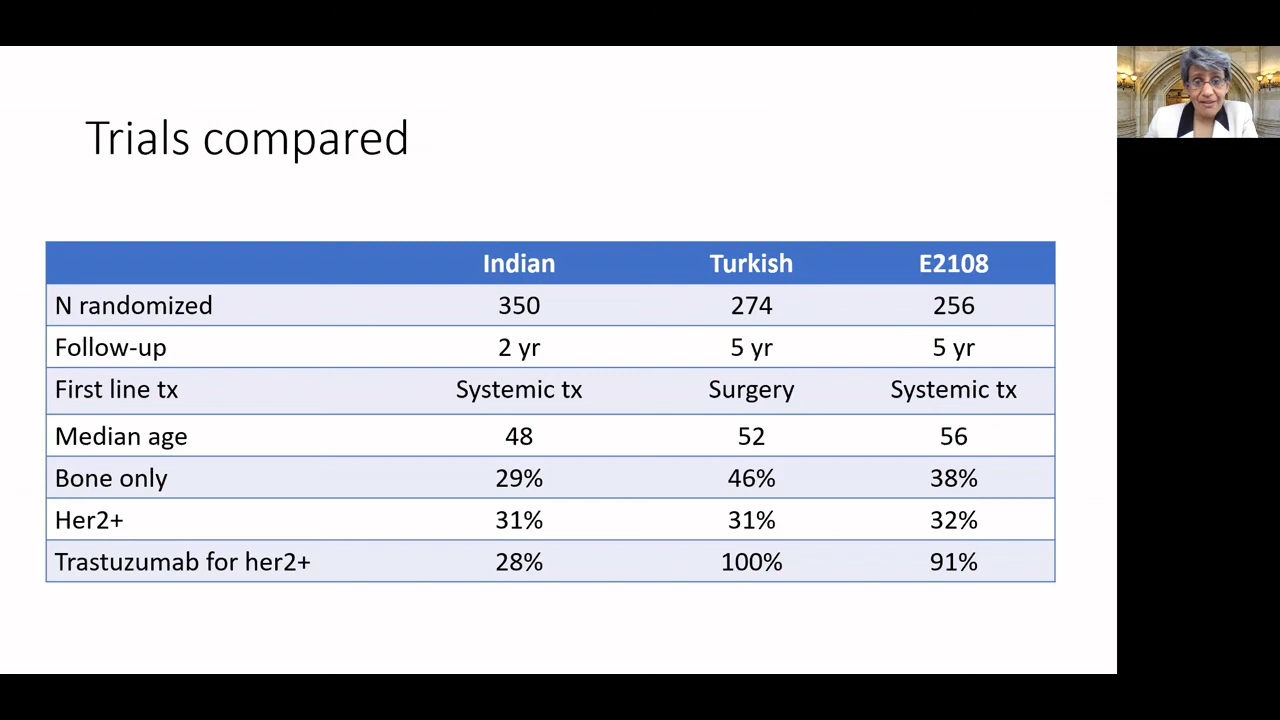 Trials compared
Indian Turkish E2108
N randomized 350 274 256
Follow-up 2 yr 5 yr 5 yr
First line tx Systemic tx Surgery Systemic tx
Median age 48 52 56
Bone only 29% 46% 38%
Her2+ 31% 31% 32%
Trastuzumab for her2+ 28% 100% 91%